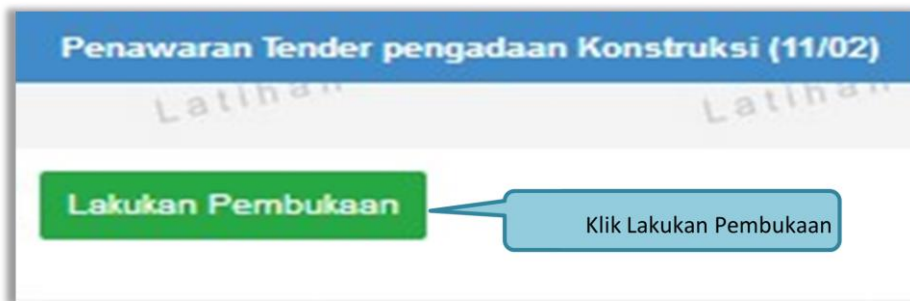 Penawaran Tender pengadaan Konstruksi (11/02)
Latihan Latihan
Lakukan Pembukaan
Klik Lakukan Pembukaan